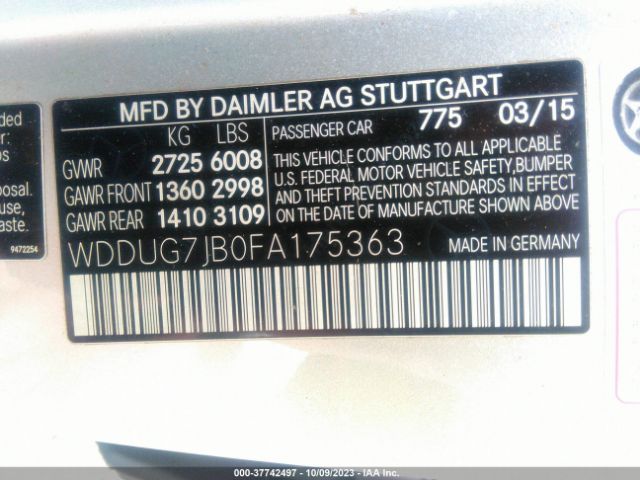 MFD BY DAIMLER AG STUTTGART
KG LBS
GVWR 2725 6008
GAWR FRONT 1360 2998
GAWR REAR 1410 3109
PASSENGER CAR 775 03/15
THIS VEHICLE CONFORMS TO ALL APPLICABLE
U.S. FEDERAL MOTOR VEHICLE SAFETY, BUMPER
AND THEFT PREVENTION STANDARDS IN EFFECT
ON THE DATE OF MANUFACTURE SHOWN ABOVE.
WDDUG7JB0FA175363 MADE IN GERMANY
posal.
use,
aste.
9472254
000-37742497 - 10/09/2023 - IAA, Inc.